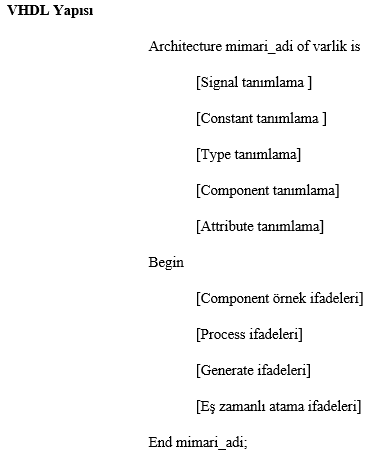 VHDL Yapısı
Architecture mimari_adi of varlik is
[Signal tanımlama ]
[Constant tanımlama ]
[Type tanımlama]
[Component tanımlama]
[Attribute tanımlama]
Begin
[Component örnek ifadeleri]
[Process ifadeleri]
[Generate ifadeleri]
[Eş zamanlı atama ifadeleri]
End mimari_adi;